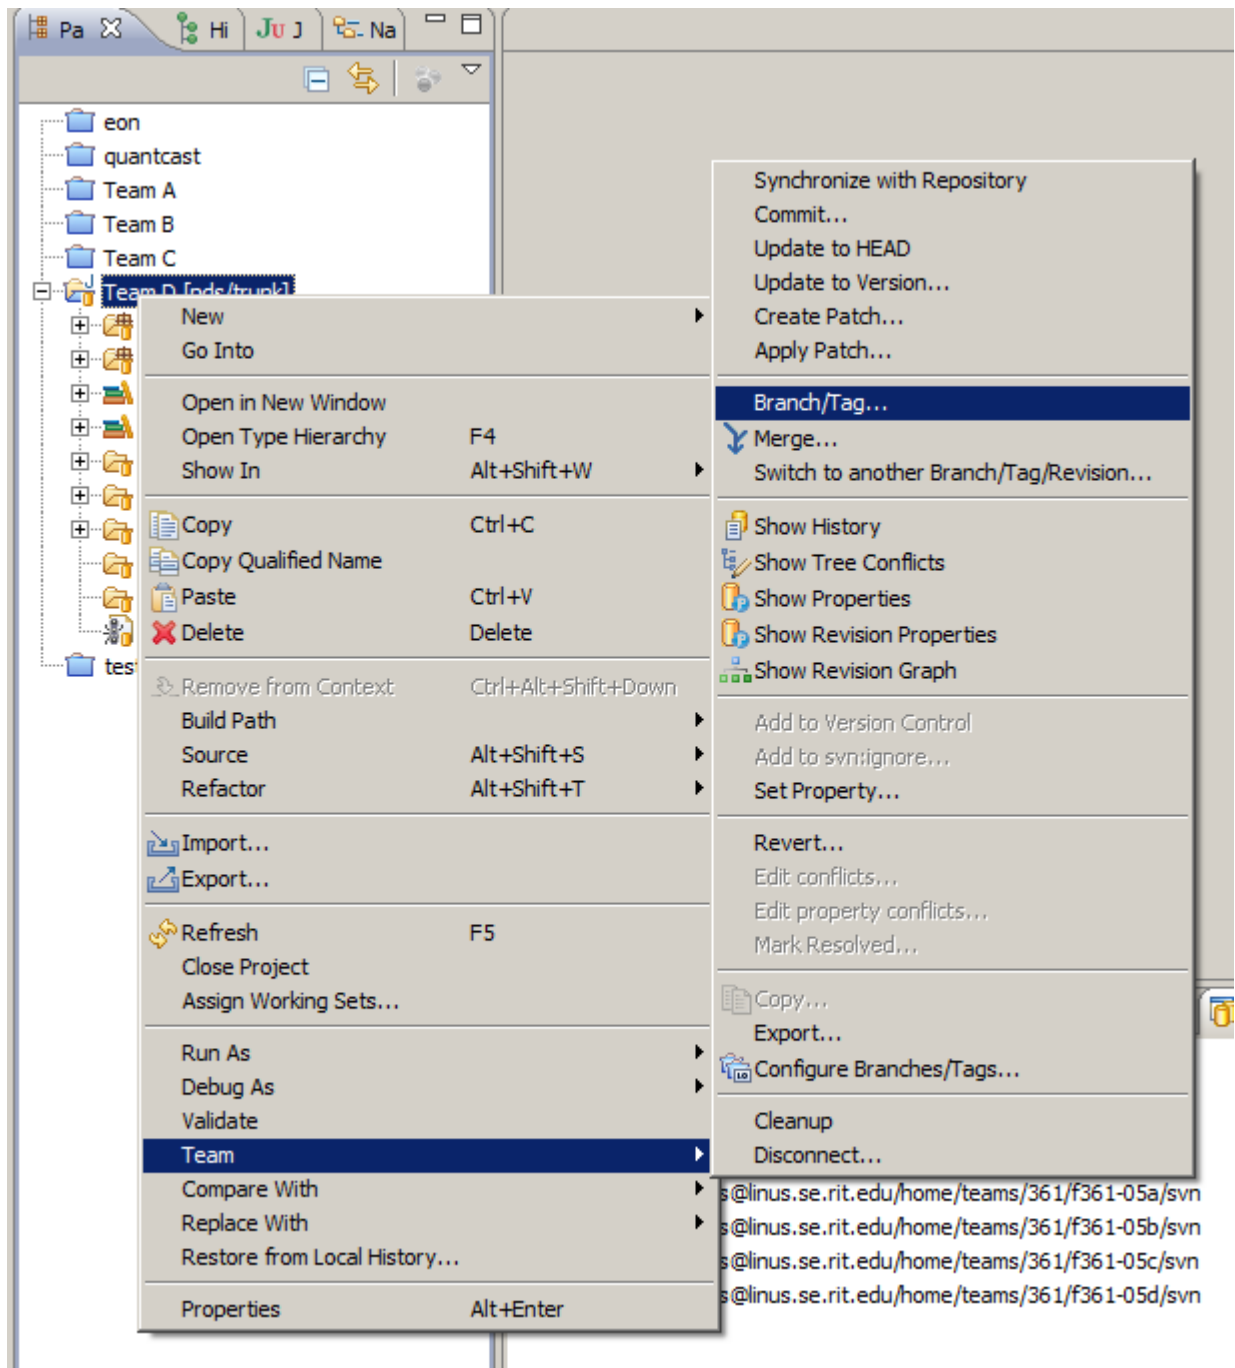 Pa Hi Ju J Na
eon
quantcast
Team A
Team B
Team C
Team D [pds/trunk]
test
New
Go Into
Open in New Window
Open Type Hierarchy F4
Show In Alt+Shift+W
Copy Ctrl+C
Copy Qualified Name
Paste Ctrl+V
Delete Delete
Remove from Context Ctrl+Alt+Shift+Down
Build Path
Source Alt+Shift+S
Refactor Alt+Shift+T
Import...
Export...
Refresh F5
Close Project
Assign Working Sets...
Run As
Debug As
Validate
Team
Compare With
Replace With
Restore from Local History...
Properties Alt+Enter
Synchronize with Repository
Commit...
Update to HEAD
Update to Version...
Create Patch...
Apply Patch...
Branch/Tag...
Merge...
Switch to another Branch/Tag/Revision...
Show History
Show Tree Conflicts
Show Properties
Show Revision Properties
Show Revision Graph
Add to Version Control
Add to svn:ignore...
Set Property...
Revert...
Edit conflicts...
Edit property conflicts...
Mark Resolved...
Copy...
Export...
Configure Branches/Tags...
Cleanup
Disconnect...
s@linus.se.rit.edu/home/teams/361/f361-05a/svn
s@linus.se.rit.edu/home/teams/361/f361-05b/svn
s@linus.se.rit.edu/home/teams/361/f361-05c/svn
s@linus.se.rit.edu/home/teams/361/f361-05d/svn